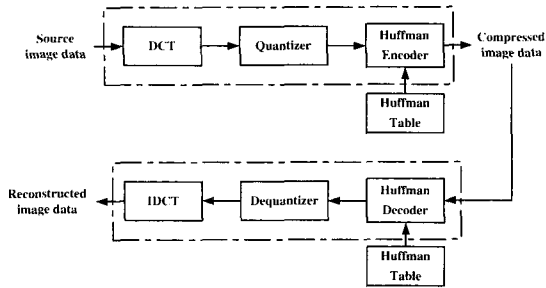 Source
image data
DCT
Quantizer
Huffman
Encoder
Compressed
image data
Huffman
Table
Reconstructed
image data
IDCT
Dequantizer
Huffman
Decoder
Huffman
Table